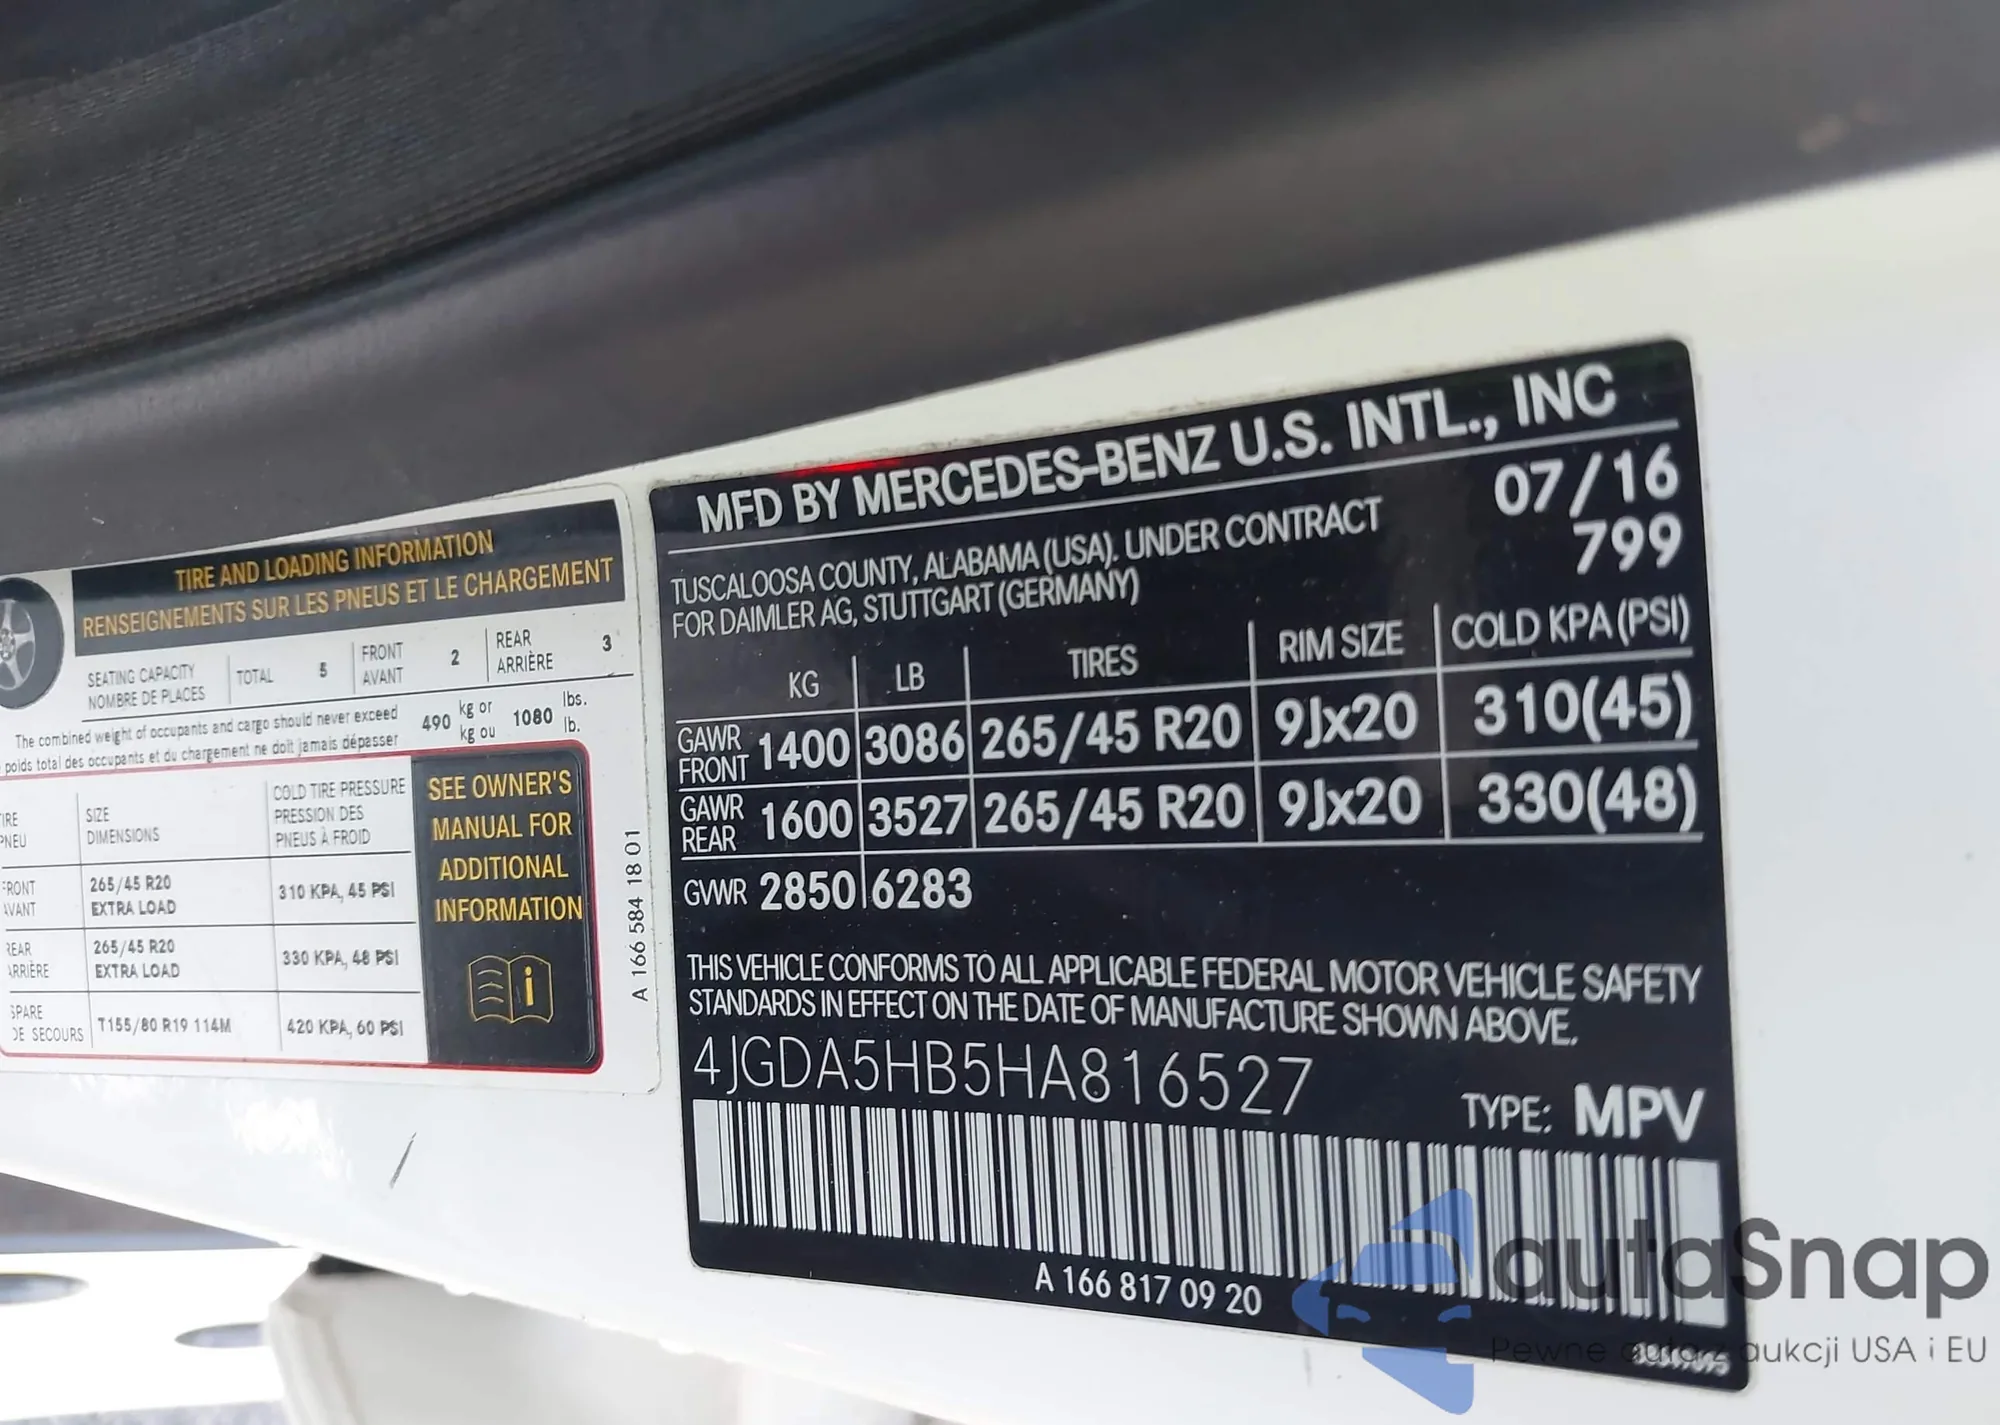 TIRE AND LOADING INFORMATION
RENSEIGNEMENTS SUR LES PNEUS ET LE CHARGEMENT
SEATING CAPACITY
NOMBRE DE PLACES
TOTAL 5
FRONT
AVANT
2
REAR
ARRIÈRE
3
The combined weight of occupants and cargo should never exceed
poids total des occupants et du chargement ne doit jamais dépasser
490 kg or
kg ou
1080 lbs.
lb.
SIZE
DIMENSIONS
COLD TIRE PRESSURE
PRESSION DES
PNEUS À FROID
265/45 R20
EXTRA LOAD
310 KPA, 45 PSI
265/45 R20
EXTRA LOAD
330 KPA, 48 PSI
DE SECOURS
T155/80 R19 114M
420 KPA, 60 PSI
SEE OWNER'S
MANUAL FOR
ADDITIONAL
INFORMATION
A 166 584 18 01
MFD BY MERCEDES-BENZ U.S. INTL., INC
TUSCALOOSA COUNTY, ALABAMA (USA). UNDER CONTRACT
FOR DAIMLER AG, STUTTGART (GERMANY)
07/16
799
KG LB TIRES RIM SIZE COLD KPA (PSI)
GAWR
FRONT
1400 3086 265/45 R20 9Jx20 310(45)
GAWR
REAR
1600 3527 265/45 R20 9Jx20 330(48)
GVWR 2850 6283
THIS VEHICLE CONFORMS TO ALL APPLICABLE FEDERAL MOTOR VEHICLE SAFETY
STANDARDS IN EFFECT ON THE DATE OF MANUFACTURE SHOWN ABOVE.
4JGDA5HB5HA816527
TYPE: MPV
A 166 817 09 20
autaSnap
Pewne auta z aukcji USA i EU